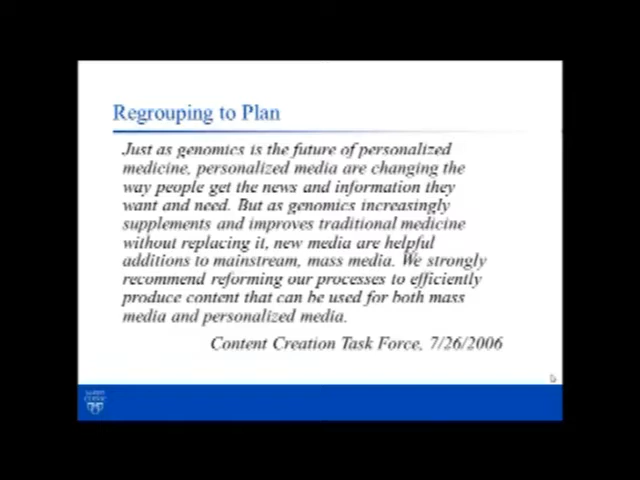 Regrouping to Plan
Just as genomics is the future of personalized
medicine, personalized media are changing the
way people get the news and information they
want and need. But as genomics increasingly
supplements and improves traditional medicine
without replacing it, new media are helpful
additions to mainstream, mass media. We strongly
recommend reforming our processes to efficiently
produce content that can be used for both mass
media and personalized media.
Content Creation Task Force, 7/26/2006